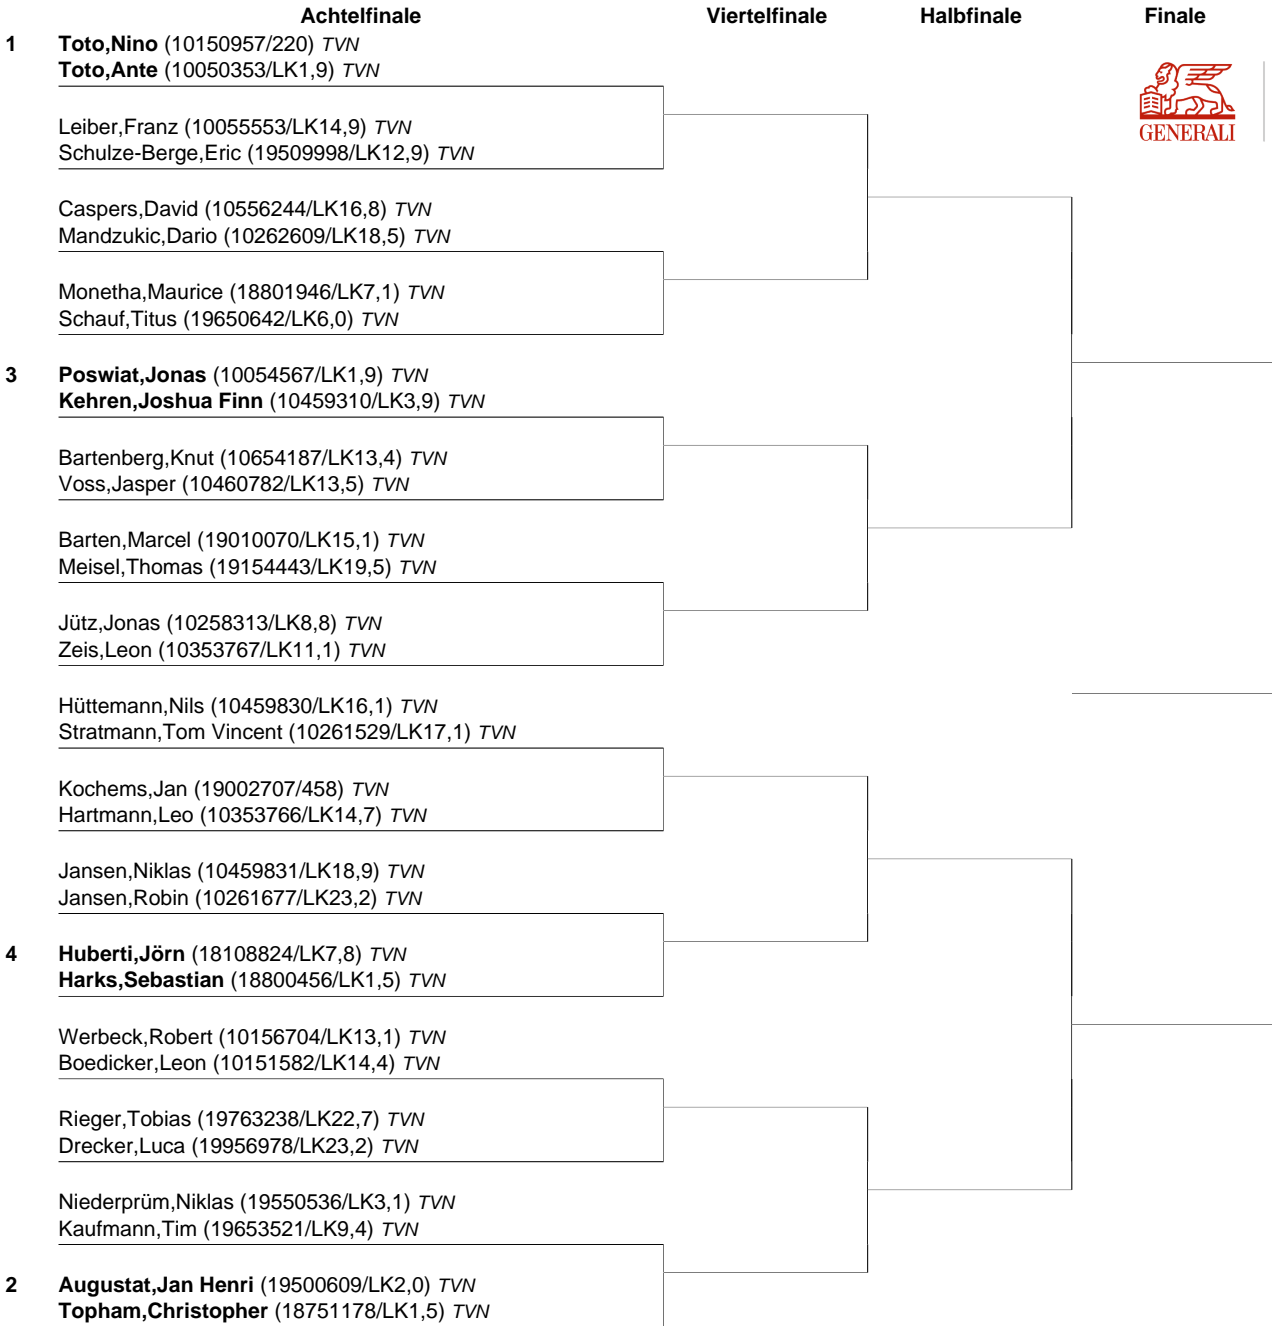 Achtelfinale Viertelfinale Halbfinale Finale
1 Toto,Nino (10150957/220) TVN
Toto,Ante (10050353/LK1,9) TVN
GENERALI
Leiber,Franz (10055553/LK14,9) TVN
Schulze-Berge,Eric (19509998/LK12,9) TVN
Caspers,David (10556244/LK16,8) TVN
Mandzukic,Dario (10262609/LK18,5) TVN
Monetha,Maurice (18801946/LK7,1) TVN
Schauf,Titus (19650642/LK6,0) TVN
3 Poswiat,Jonas (10054567/LK1,9) TVN
Kehren,Joshua Finn (10459310/LK3,9) TVN
Bartenberg,Knut (10654187/LK13,4) TVN
Voss,Jasper (10460782/LK13,5) TVN
Barten,Marcel (19010070/LK15,1) TVN
Meisel,Thomas (19154443/LK19,5) TVN
Jütz,Jonas (10258313/LK8,8) TVN
Zeis,Leon (10353767/LK11,1) TVN
Hüttemann,Nils (10459830/LK16,1) TVN
Stratmann,Tom Vincent (10261529/LK17,1) TVN
Kochems,Jan (19002707/458) TVN
Hartmann,Leo (10353766/LK14,7) TVN
Jansen,Niklas (10459831/LK18,9) TVN
Jansen,Robin (10261677/LK23,2) TVN
4 Huberti,Jörn (18108824/LK7,8) TVN
Harks,Sebastian (18800456/LK1,5) TVN
Werbeck,Robert (10156704/LK13,1) TVN
Boedicker,Leon (10151582/LK14,4) TVN
Rieger,Tobias (19763238/LK22,7) TVN
Drecker,Luca (19956978/LK23,2) TVN
Niederprüm,Niklas (19550536/LK3,1) TVN
Kaufmann,Tim (19653521/LK9,4) TVN
2 Augustat,Jan Henri (19500609/LK2,0) TVN
Topham,Christopher (18751178/LK1,5) TVN